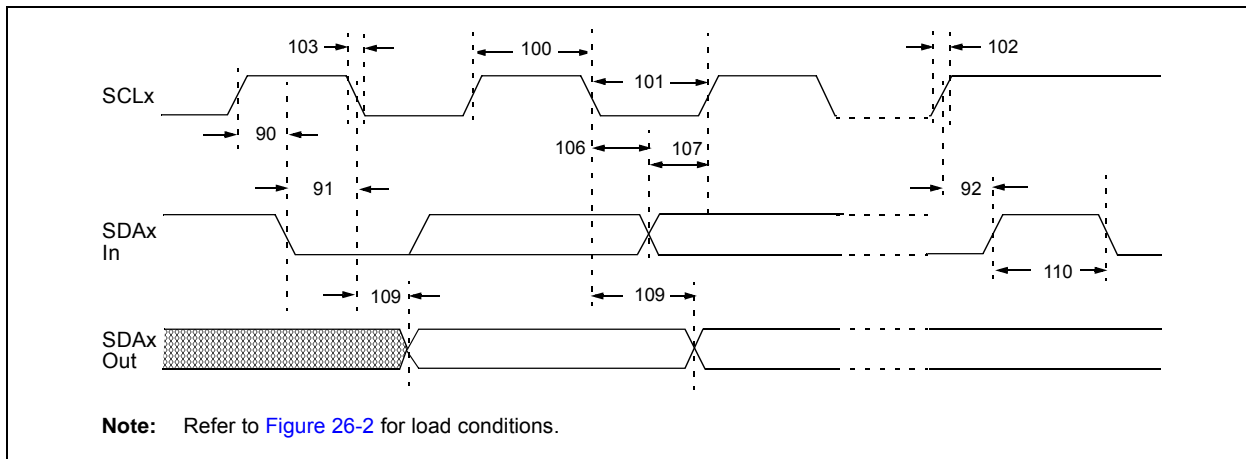 103
100
102
SCLx
101
90
106
107
91
92
SDAx
In
110
109
109
SDAx
Out
Note: Refer to Figure 26-2 for load conditions.